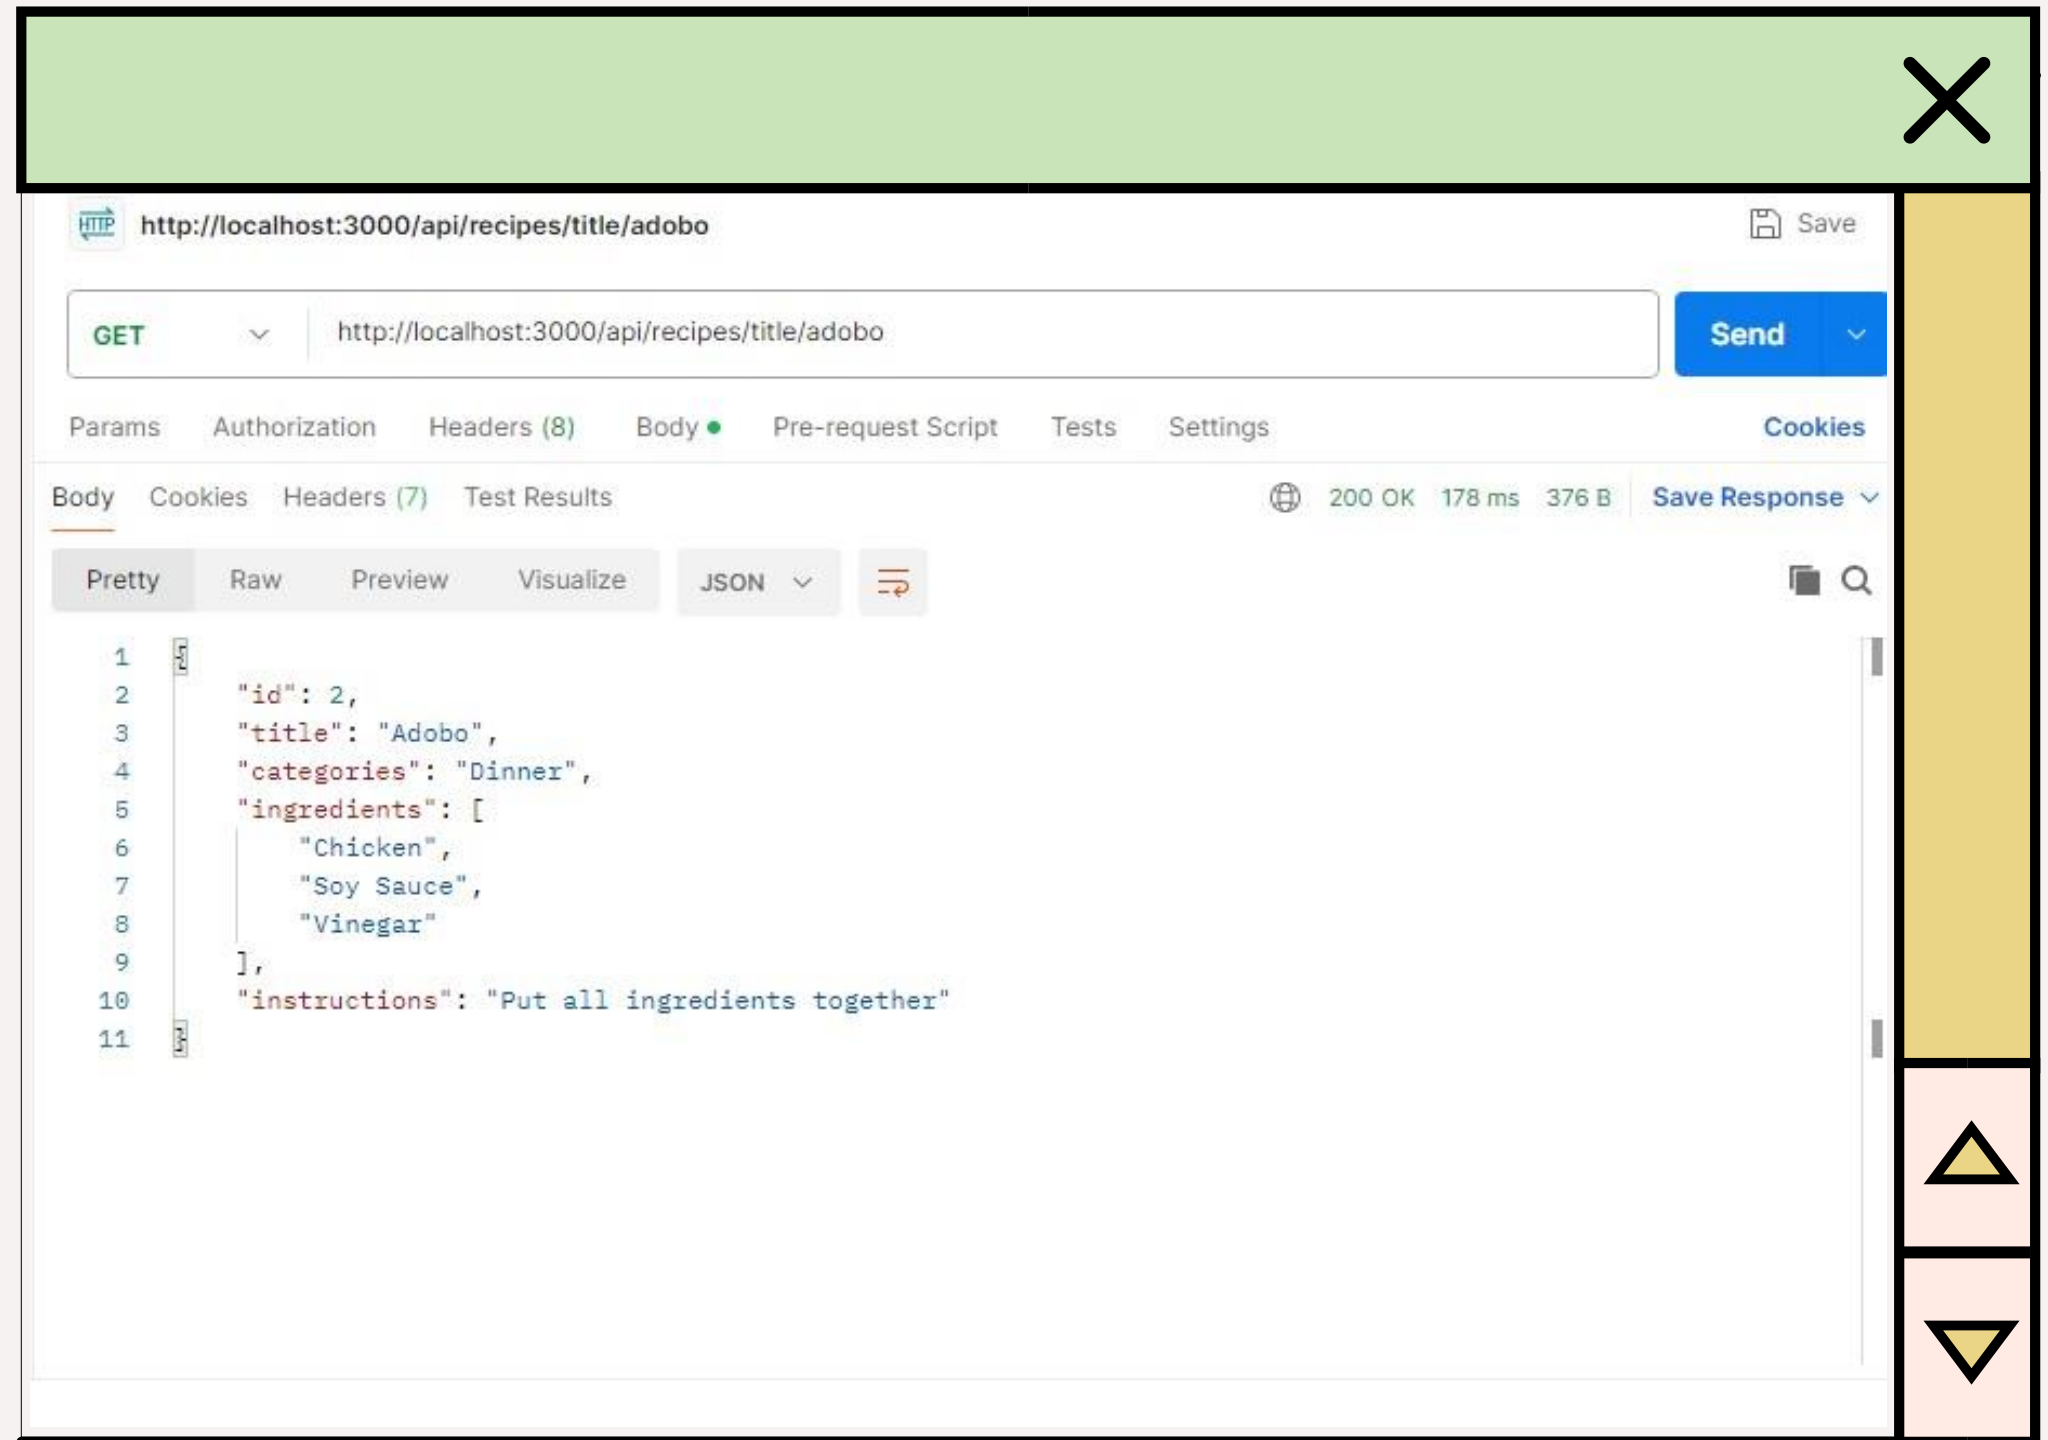 HTTP http://localhost:3000/api/recipes/title/adobo Save
GET http://localhost:3000/api/recipes/title/adobo Send
Params Authorization Headers (8) Body Pre-request Script Tests Settings Cookies
Body Cookies Headers (7) Test Results 200 OK 178 ms 376 B Save Response
Pretty Raw Preview Visualize JSON
1 {
2 "id": 2,
3 "title": "Adobo",
4 "categories": "Dinner",
5 "ingredients": [
6 "Chicken",
7 "Soy Sauce",
8 "Vinegar"
9 ],
10 "instructions": "Put all ingredients together"
11 }